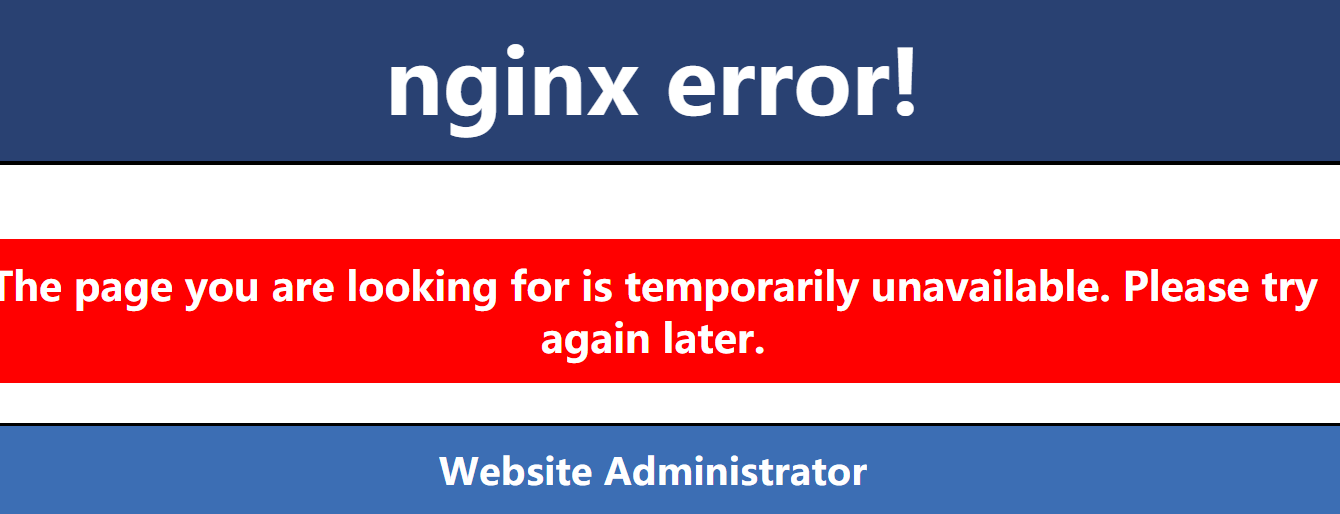 nginx error!
The page you are looking for is temporarily unavailable. Please try
again later.
Website Administrator